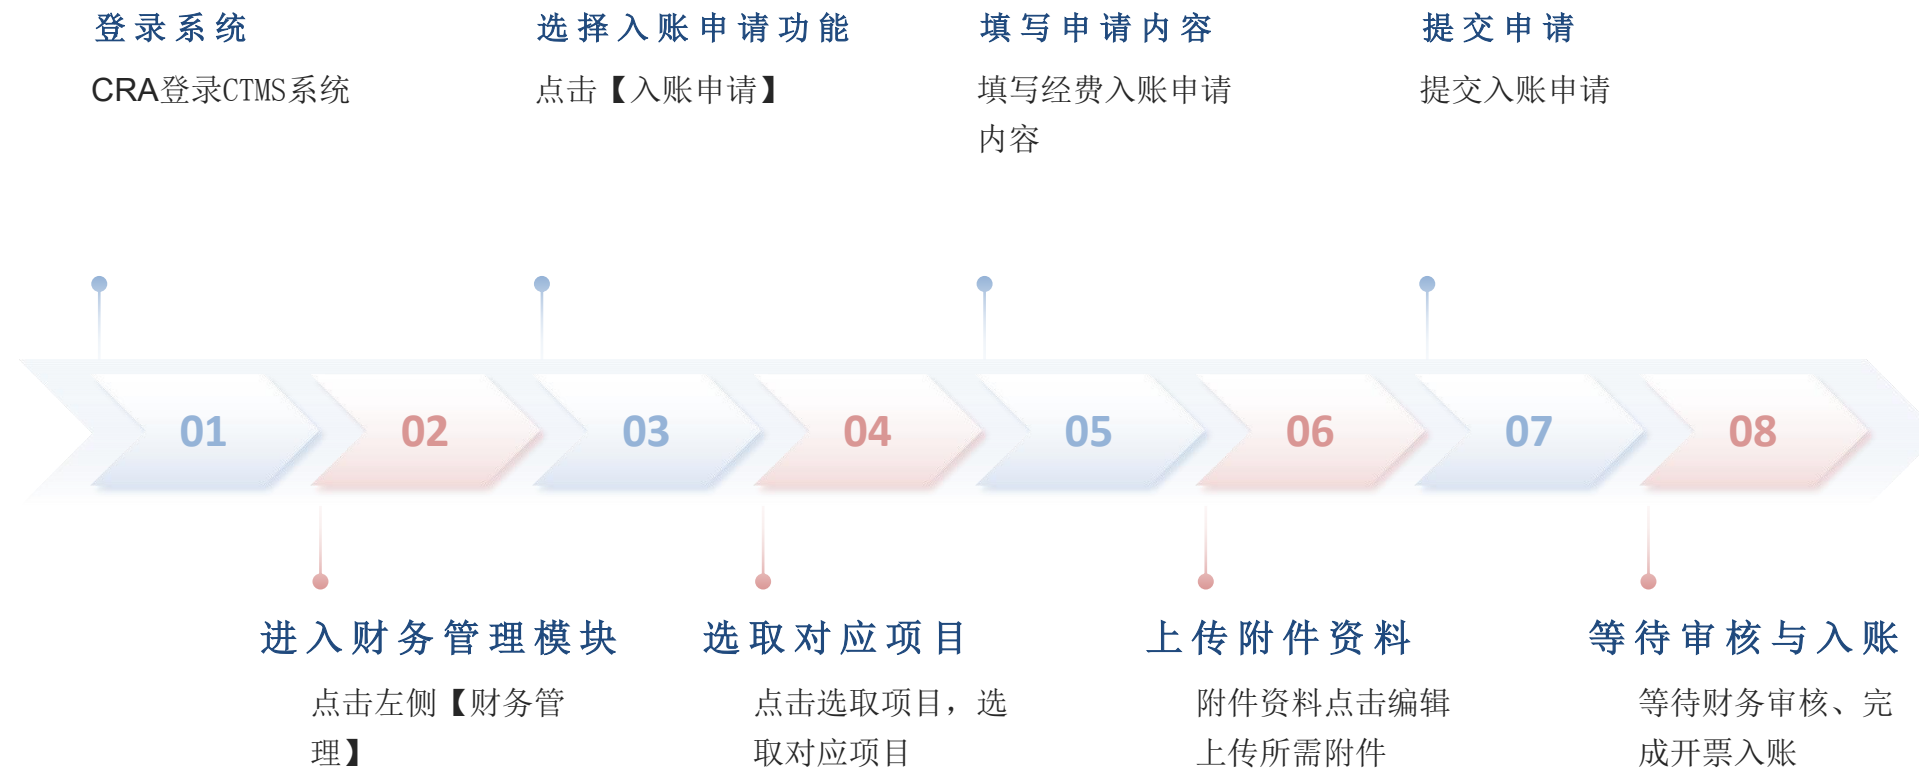 登录系统
CRA登录CTMS系统
选择入账申请功能
点击【入账申请】
填写申请内容
填写经费入账申请
内容
提交申请
提交入账申请
01
02
03
04
05
06
07
08
进入财务管理模块
点击左侧【财务管
理】
选取对应项目
点击选取项目，选
取对应项目
上传附件资料
附件资料点击编辑
上传所需附件
等待审核与入账
等待财务审核、完
成开票入账